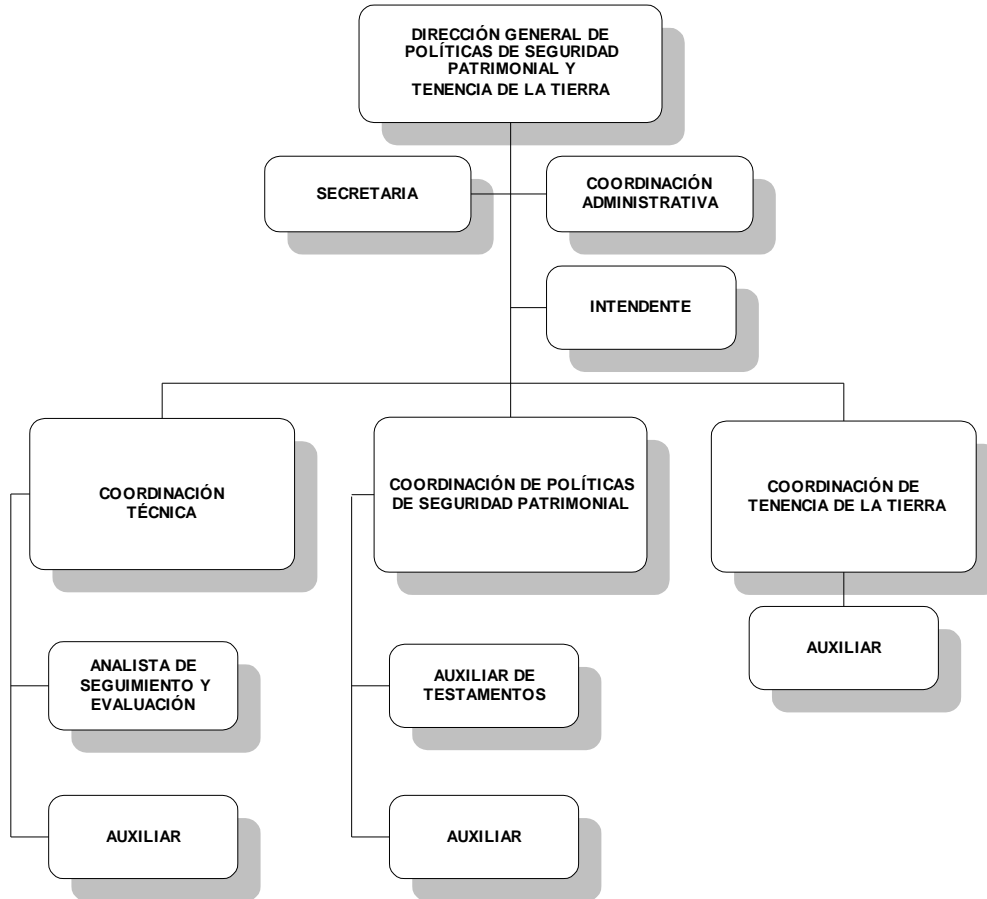 DIRECCIÓN GENERAL DE
POLÍTICAS DE SEGURIDAD
PATRIMONIAL Y
TENENCIA DE LA TIERRA
SECRETARIA
COORDINACIÓN
ADMINISTRATIVA
INTENDENTE
COORDINACIÓN
TÉCNICA
COORDINACIÓN DE POLÍTICAS
DE SEGURIDAD PATRIMONIAL
COORDINACIÓN DE
TENENCIA DE LA TIERRA
ANALISTA DE
SEGUIMIENTO Y
EVALUACIÓN
AUXILIAR DE
TESTAMENTOS
AUXILIAR
AUXILIAR
AUXILIAR